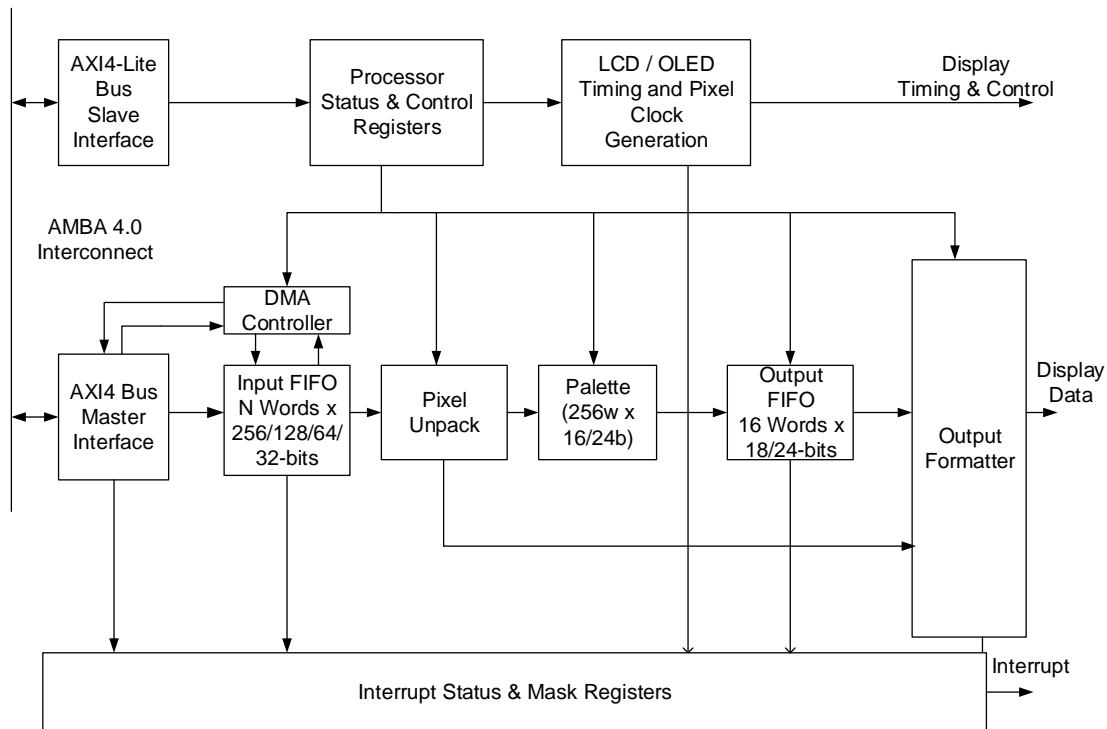 AXI4-Lite
Bus
Slave
Interface
Processor
Status & Control
Registers
LCD / OLED
Timing and Pixel
Clock
Generation
Display
Timing & Control
AMBA 4.0
Interconnect
DMA
Controller
AXI4 Bus
Master
Interface
Input FIFO
N Words x
256/128/64/
32-bits
Pixel
Unpack
Palette
(256w x
16/24b)
Output
FIFO
16 Words x
18/24-bits
Output
Formatter
Display
Data
Interrupt Status & Mask Registers
Interrupt